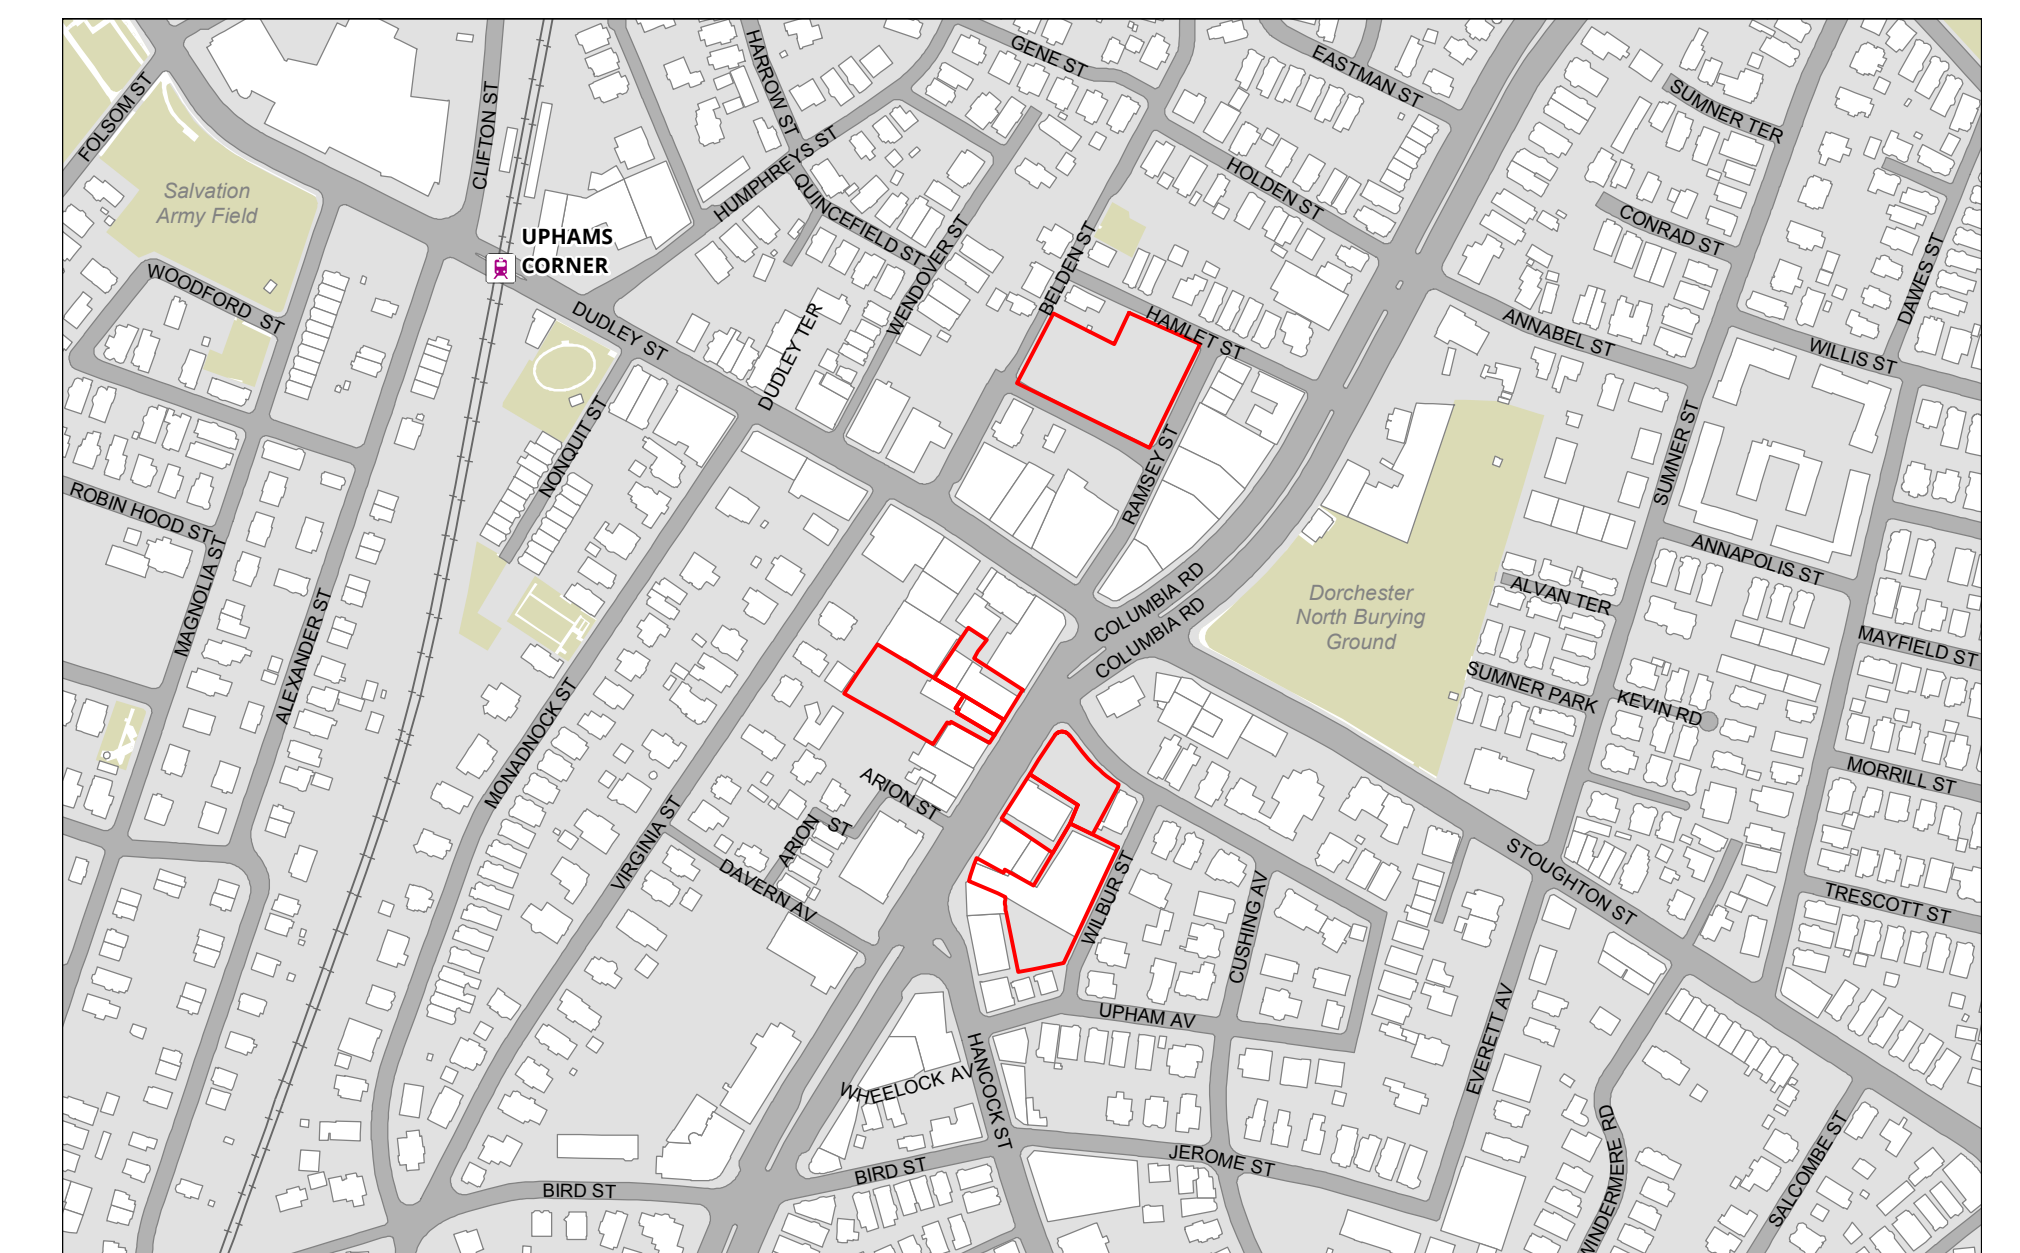 GENE ST
EASTMAN ST
HARROW ST
FOLSOM ST
CLIFTON ST
SUMNER TER
HUMPHREYS ST
HOLDEN ST
Salvation
Army Field
QUINCEFIELD ST
CONRAD ST
UPHAMS
CORNER
WENDOVER ST
BELDEN ST
DAWES ST
WOODFORD ST
DUDLEY ST
DUDLEY TER
HAMLET ST
ANNABEL ST
WILLIS ST
NONQUIT ST
RAMSEY ST
SUMNER ST
ROBIN HOOD ST
MAGNOLIA ST
ALEXANDER ST
COLUMBIA RD
COLUMBIA RD
Dorchester
North Burying
Ground
ANNAPOLIS ST
ALVAN TER
MAYFIELD ST
SUMNER PARK
KEVIN RD
MONADNOCK ST
ARION ST
ARION ST
MORRILL ST
VIRGINIA ST
DAVERN AV
WILBUR ST
CUSHING AV
STOUGHTON ST
TRESCOTT ST
UPHAM AV
EVERETT AV
WHEELOCK AV
HANCOCK ST
JEROME ST
BIRD ST
BIRD ST
WINDERMERE RD
SALCOMBE ST